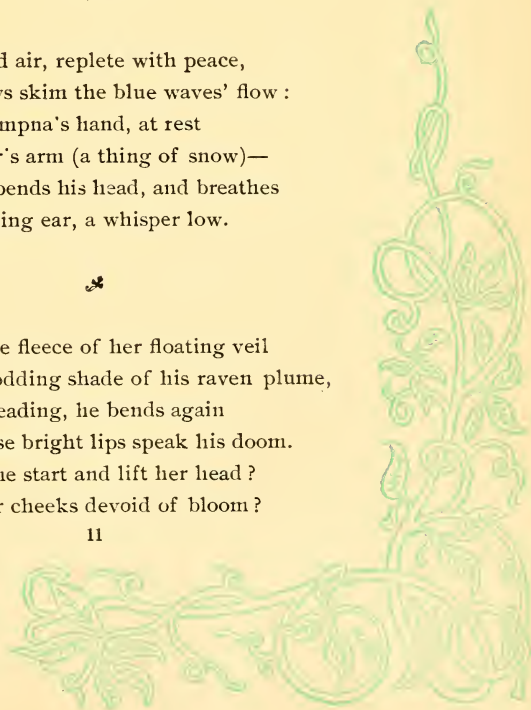 d air, replete with peace,
s skim the blue waves' flow :
mpna's hand, at rest
's arm (a thing of snow)—
bends his head, and breathes
ing ear, a whisper low.
e fleece of her floating veil
dding shade of his raven plume,
eading, he bends again
se bright lips speak his doom.
he start and lift her head ?
r cheeks devoid of bloom ?
11